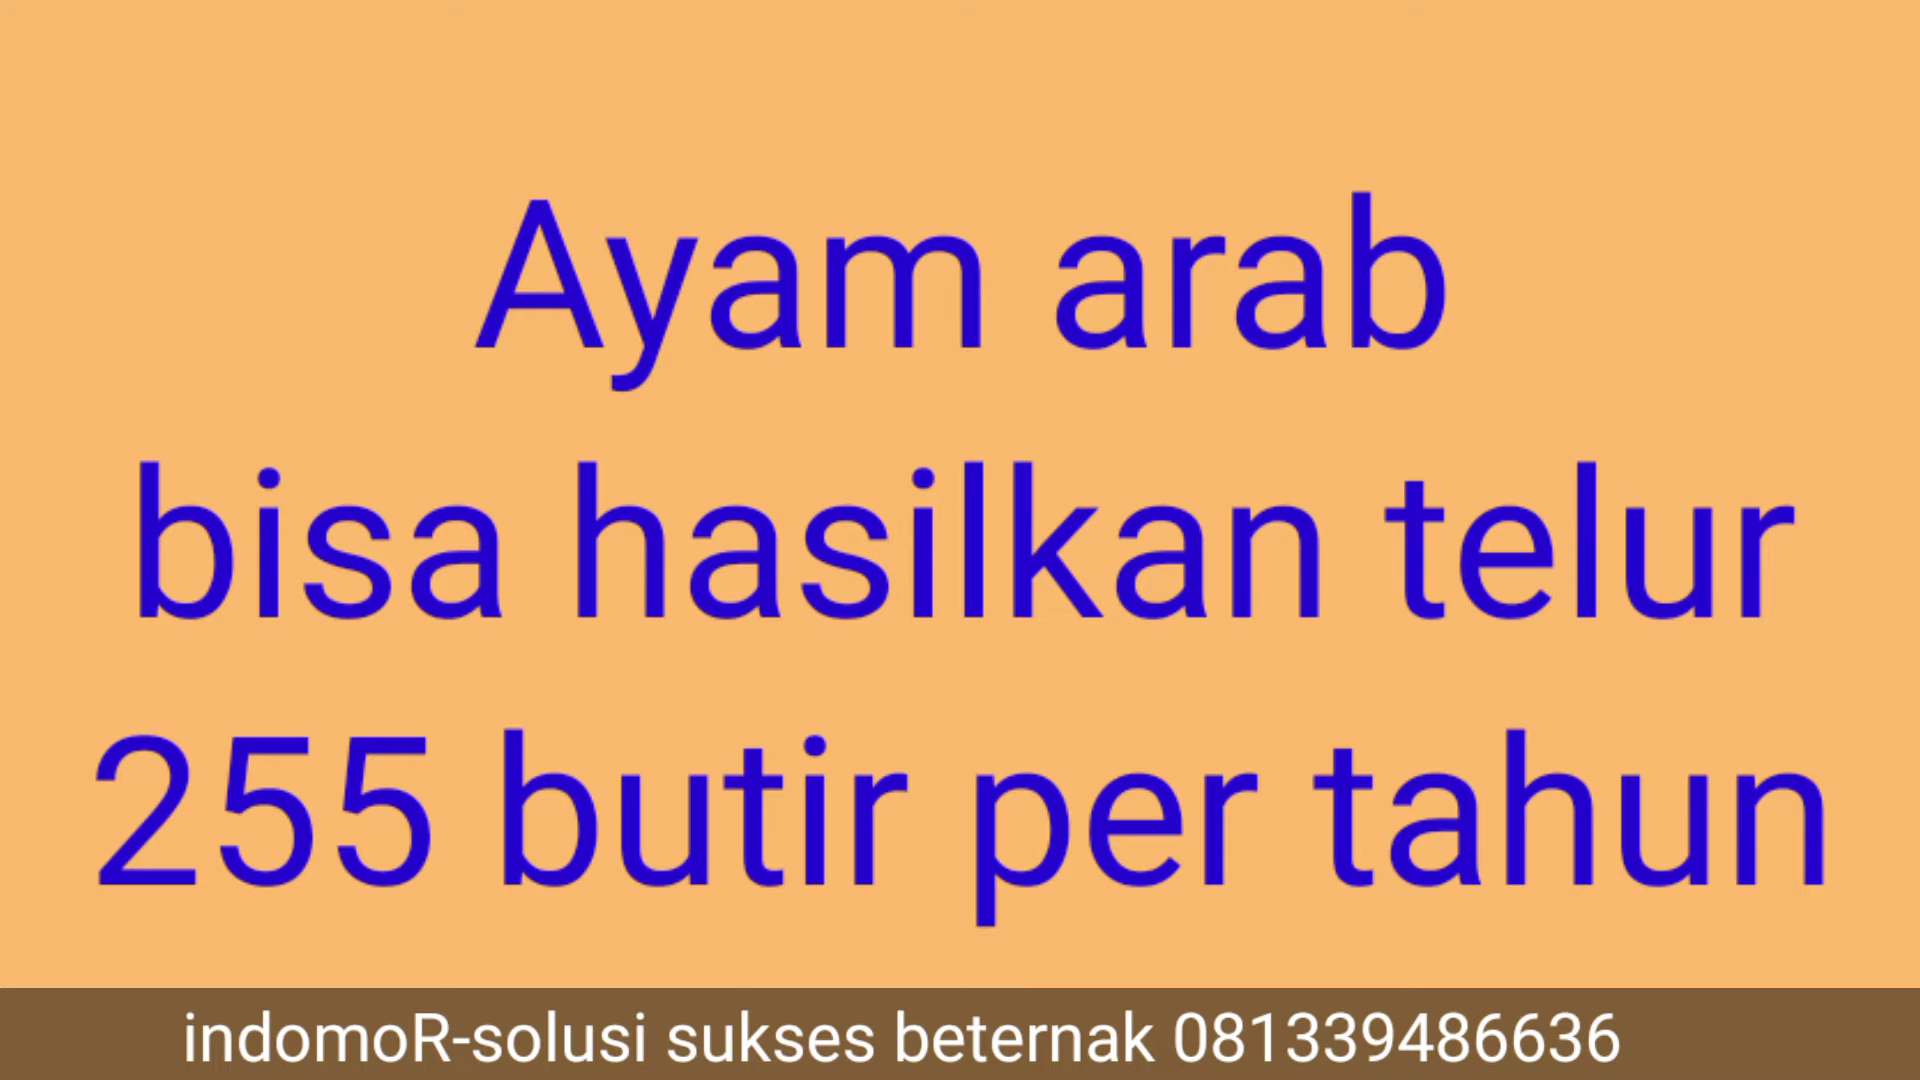 Ayam arab
bisa hasilkan telur
255 butir per tahun
indomoR-solusi sukses beternak 081339486636